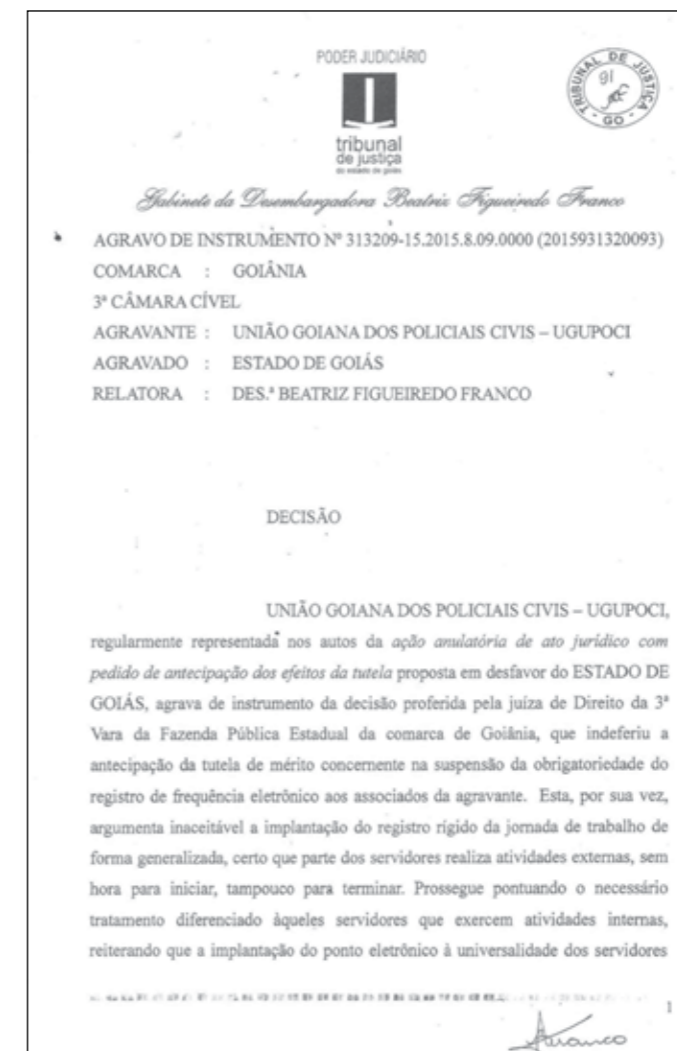 PODER JUDICIÁRIO
TRIBUNAL DE JUSTIÇA - GO -
91
tribunal
de justiça
do estado de goiás
Gabinete da Desembargadora Beatriz Figueiredo Franco
AGRAVO DE INSTRUMENTO Nº 313209-15.2015.8.09.0000 (2015931320093)
COMARCA : GOIÂNIA
3ª CÂMARA CÍVEL
AGRAVANTE : UNIÃO GOIANA DOS POLICIAIS CIVIS – UGUPOCI
AGRAVADO : ESTADO DE GOIÁS
RELATORA : DES.ª BEATRIZ FIGUEIREDO FRANCO
DECISÃO
UNIÃO GOIANA DOS POLICIAIS CIVIS – UGUPOCI,
regularmente representada nos autos da ação anulatória de ato jurídico com
pedido de antecipação dos efeitos da tutela proposta em desfavor do ESTADO DE
GOIÁS, agrava de instrumento da decisão proferida pela juíza de Direito da 3ª
Vara da Fazenda Pública Estadual da comarca de Goiânia, que indeferiu a
antecipação da tutela de mérito concernente na suspensão da obrigatoriedade do
registro de frequência eletrônico aos associados da agravante. Esta, por sua vez,
argumenta inaceitável a implantação do registro rígido da jornada de trabalho de
forma generalizada, certo que parte dos servidores realiza atividades externas, sem
hora para iniciar, tampouco para terminar. Prossegue pontuando o necessário
tratamento diferenciado àqueles servidores que exercem atividades internas,
reiterando que a implantação do ponto eletrônico à universalidade dos servidores
1
Franco